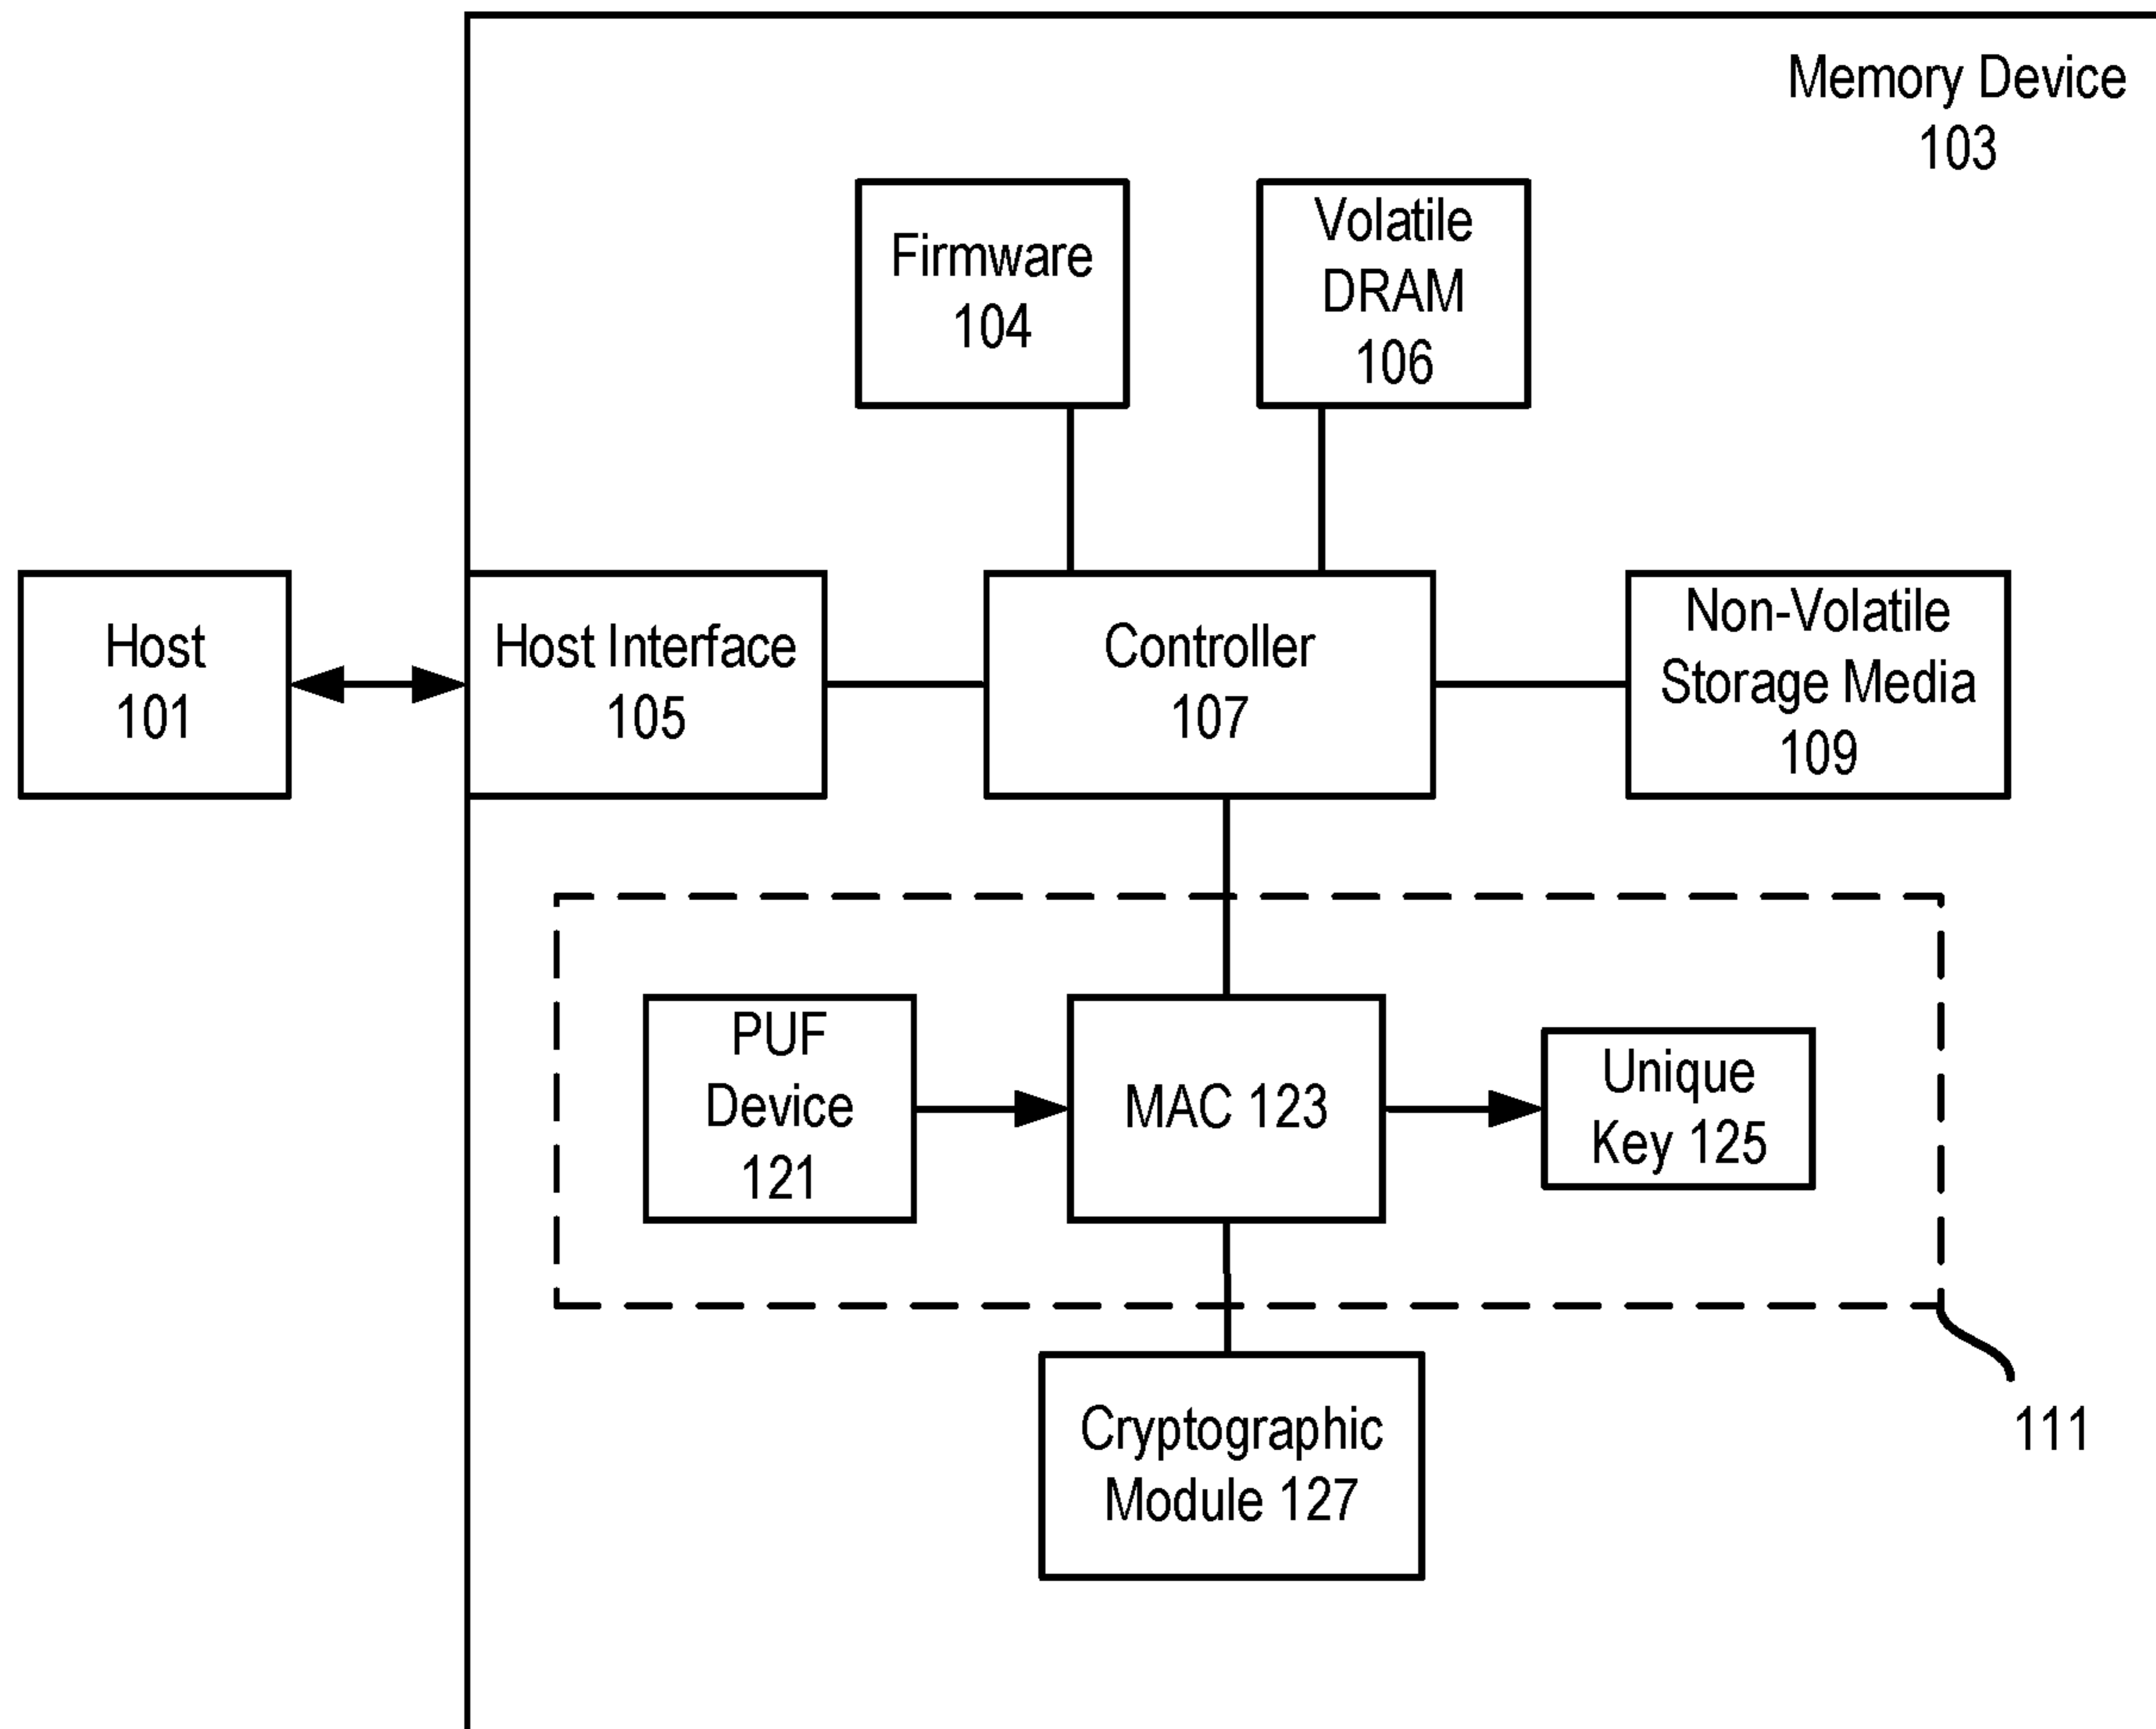 Memory Device
103
Firmware
104
Volatile
DRAM
106
Host
101
Host Interface
105
Controller
107
Non-Volatile
Storage Media
109
PUF
Device
121
MAC 123
Unique
Key 125
Cryptographic
Module 127
111